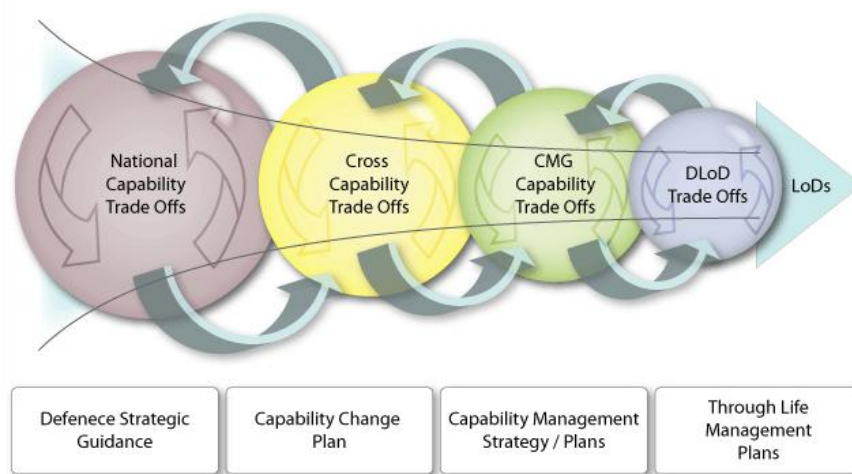 National
Capability
Trade Offs
Cross
Capability
Trade Offs
CMG
Capability
Trade Offs
DLoD
Trade Offs
LoDs
Defenece Strategic
Guidance
Capability Change
Plan
Capability Management
Strategy / Plans
Through Life
Management
Plans